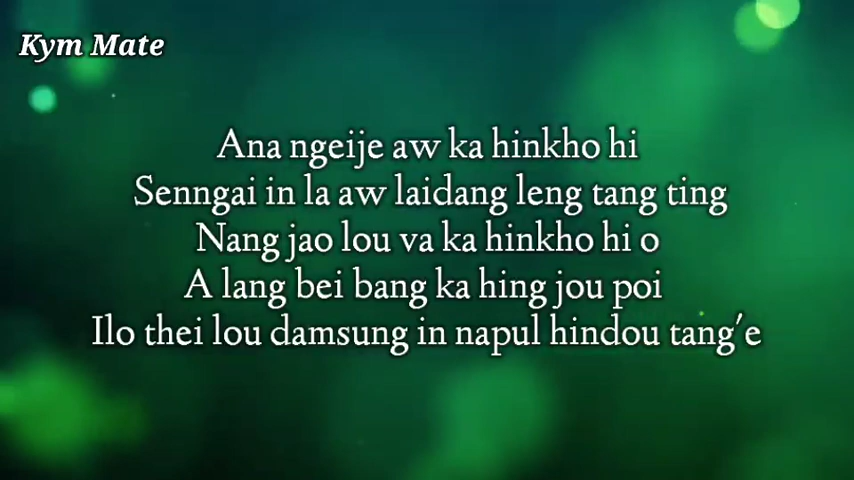 Kym Mate
Ana ngeije aw ka hinkho hi
Senngai in la aw laidang leng tang ting
Nang jao lou va ka hinkho hi o
A lang bei bang ka hing jou poi
Ilo thei lou damsung in napul hindou tang'e